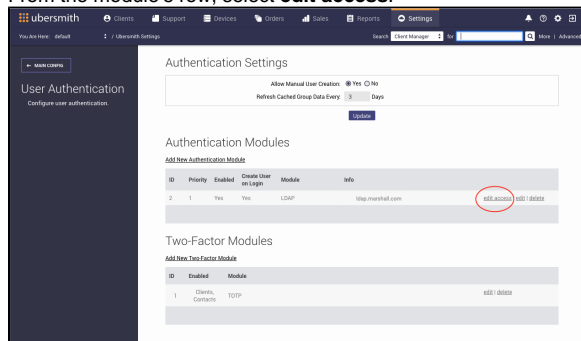 From the module's row, select edit access.
ubersmith Clients Support Devices Orders Sales Reports Settings
You Are Here: default / Ubersmith Settings Search Client Manager for More | Advanced
← MAIN CONFIG
User Authentication
Configure user authentication.
Authentication Settings
Allow Manual User Creation: Yes No
Refresh Cached Group Data Every 3 Days
Update
Authentication Modules
Add New Authentication Module
ID Priority Enabled Create User on Login Module Info
2 1 Yes Yes LDAP ldap.marshall.com edit access | edit | delete
Two-Factor Modules
Add New Two-Factor Module
ID Enabled Module
1 Clients, Contacts TOTP edit | delete